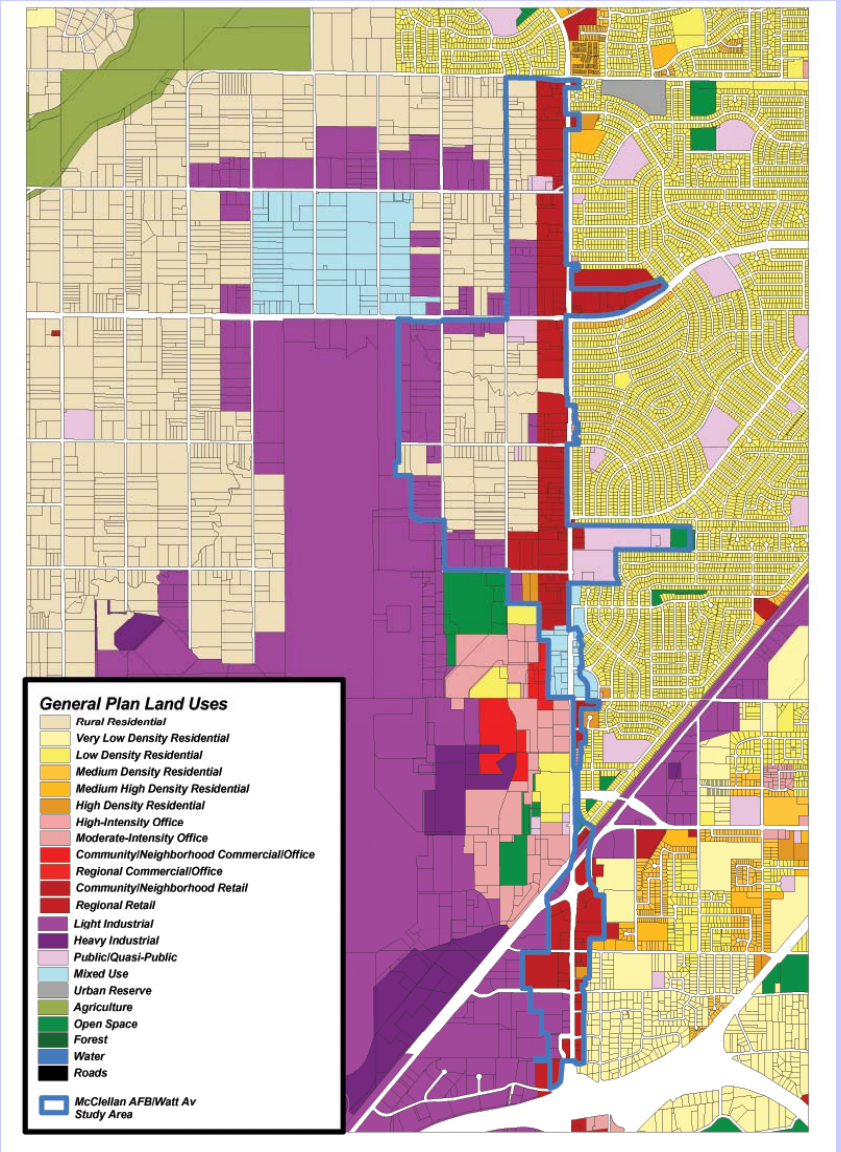 General Plan Land Uses
Rural Residential
Very Low Density Residential
Low Density Residential
Medium Density Residential
Medium High Density Residential
High Density Residential
High-Intensity Office
Moderate-Intensity Office
Community/Neighborhood Commercial/Office
Regional Commercial/Office
Community/Neighborhood Retail
Regional Retail
Light Industrial
Heavy Industrial
Public/Quasi-Public
Mixed Use
Urban Reserve
Agriculture
Open Space
Forest
Water
Roads
McClellan AFB/Watt Av
Study Area